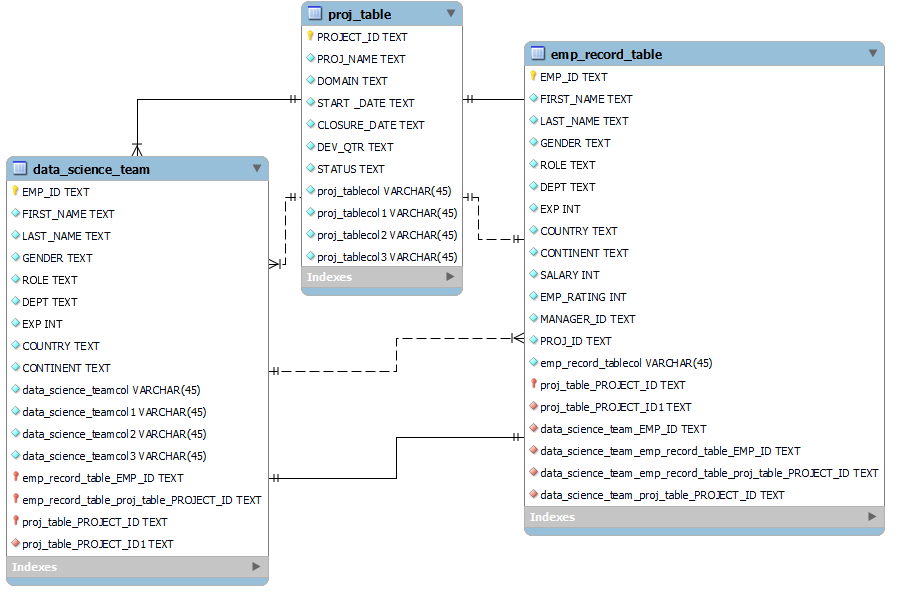 proj_table
PROJECT_ID TEXT
PROJ_NAME TEXT
DOMAIN TEXT
START _DATE TEXT
CLOSURE_DATE TEXT
DEV_QTR TEXT
STATUS TEXT
proj_tablecol VARCHAR(45)
proj_tablecol1 VARCHAR(45)
proj_tablecol2 VARCHAR(45)
proj_tablecol3 VARCHAR(45)
Indexes
emp_record_table
EMP_ID TEXT
FIRST_NAME TEXT
LAST_NAME TEXT
GENDER TEXT
ROLE TEXT
DEPT TEXT
EXP INT
COUNTRY TEXT
CONTINENT TEXT
SALARY INT
EMP_RATING INT
MANAGER_ID TEXT
PROJ_ID TEXT
emp_record_tablecol VARCHAR(45)
proj_table_PROJECT_ID TEXT
proj_table_PROJECT_ID1 TEXT
data_science_team_EMP_ID TEXT
data_science_team_emp_record_table_EMP_ID TEXT
data_science_team_emp_record_table_proj_table_PROJECT_ID TEXT
data_science_team_proj_table_PROJECT_ID TEXT
Indexes
data_science_team
EMP_ID TEXT
FIRST_NAME TEXT
LAST_NAME TEXT
GENDER TEXT
ROLE TEXT
DEPT TEXT
EXP INT
COUNTRY TEXT
CONTINENT TEXT
data_science_teamcol VARCHAR(45)
data_science_teamcol1 VARCHAR(45)
data_science_teamcol2 VARCHAR(45)
data_science_teamcol3 VARCHAR(45)
emp_record_table_EMP_ID TEXT
emp_record_table_proj_table_PROJECT_ID TEXT
proj_table_PROJECT_ID TEXT
proj_table_PROJECT_ID1 TEXT
Indexes